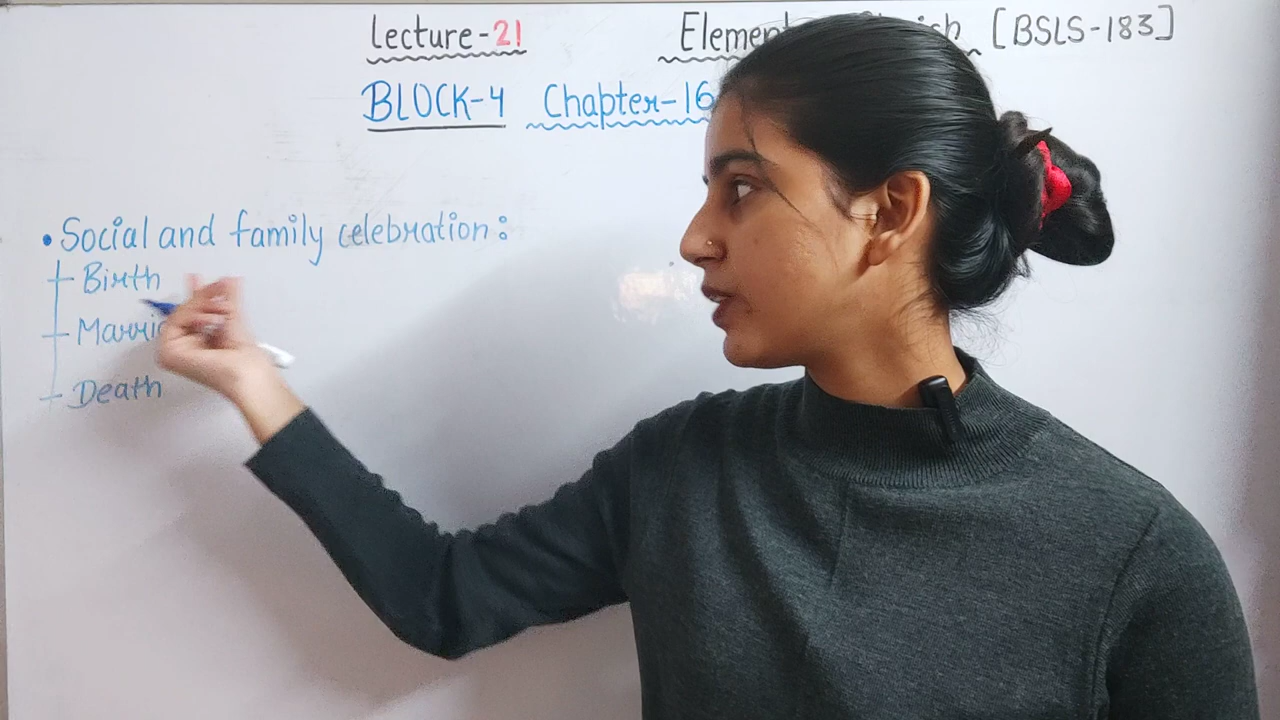 Lecture-21
[BSLS-183]
BLOCK-4 Chapter-16
• Social and family celebration:
Birth
Death